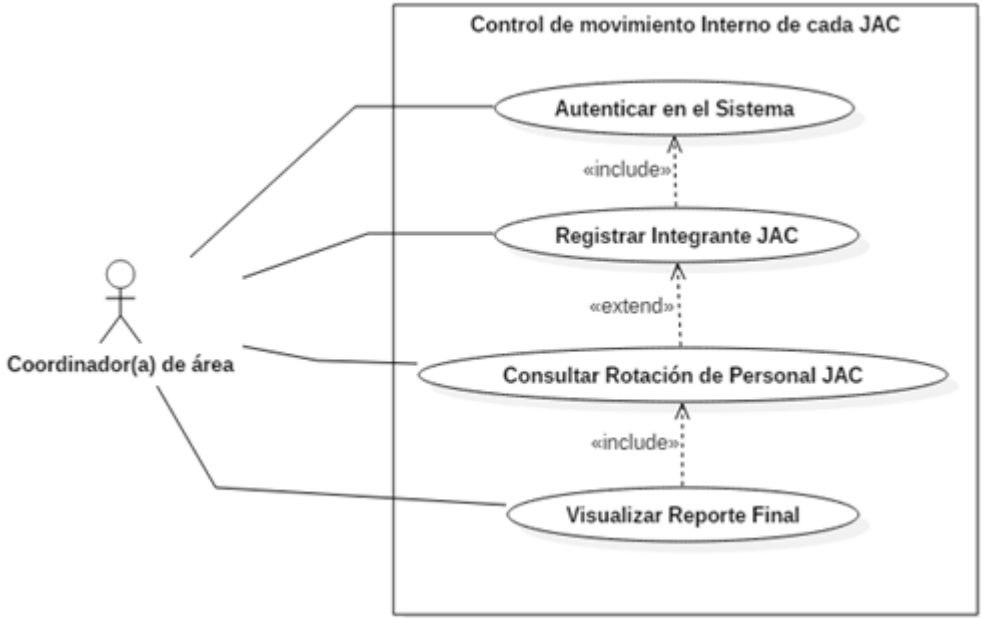 Control de movimiento Interno de cada JAC
Autenticar en el Sistema
«include»
Registrar Integrante JAC
«extend»
Coordinador(a) de área
Consultar Rotación de Personal JAC
«include»
Visualizar Reporte Final